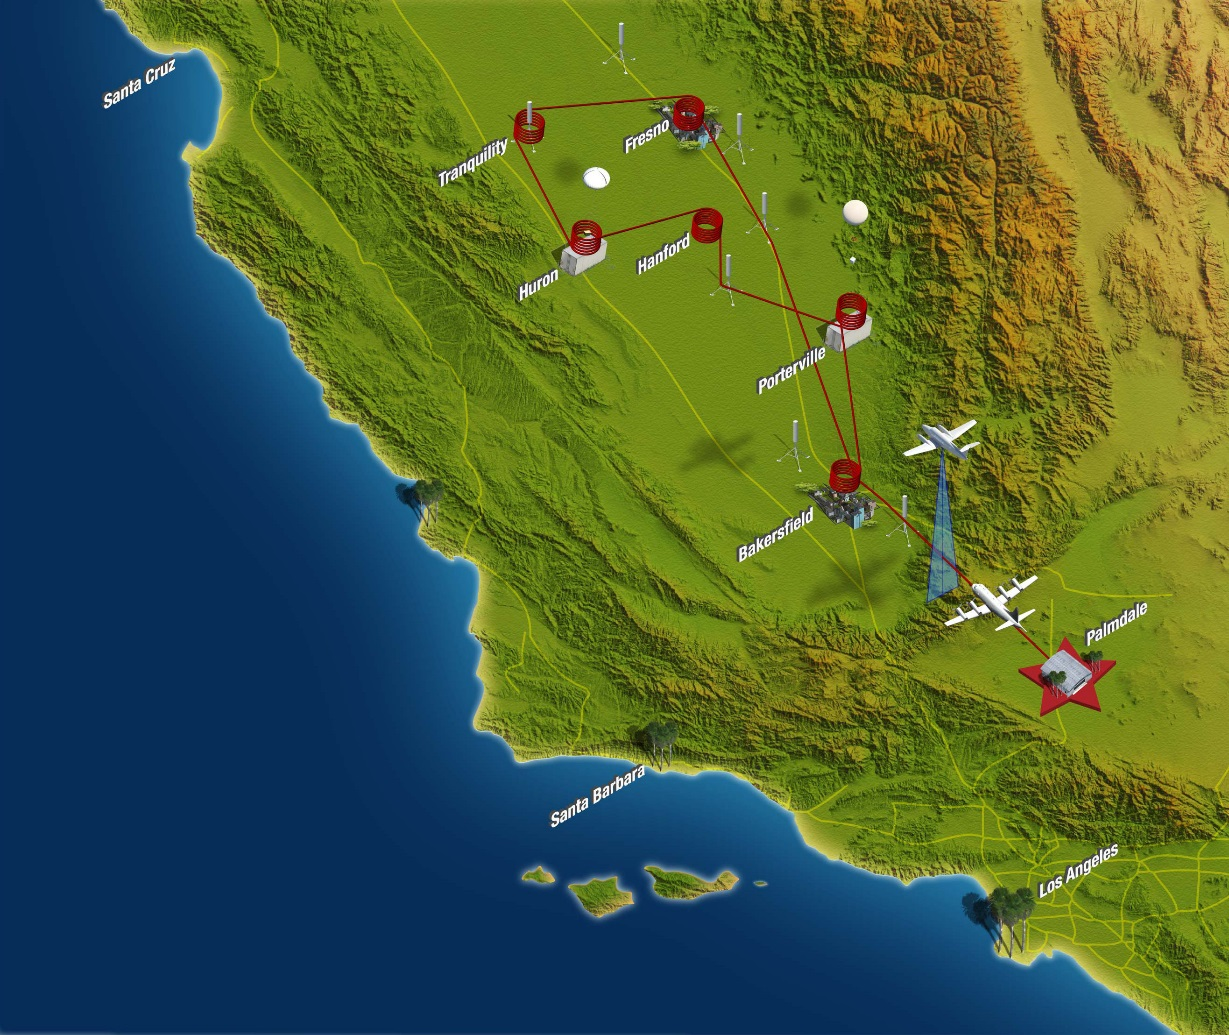 Santa Cruz
Fresno
Tranquility
Hanford
Huron
Porterville
Bakersfield
Palmdale
Santa Barbara
Los Angeles